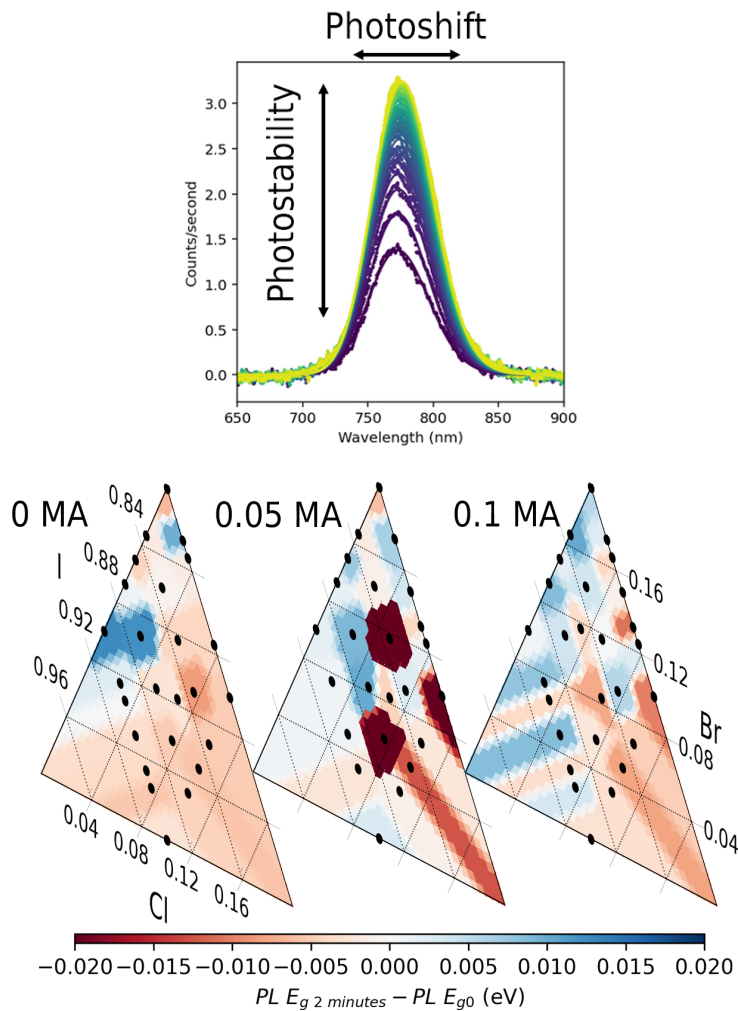 Photoshift
Photostability
Counts/second
3.0
2.5
2.0
1.5
1.0
0.5
0.0
650 700 750 800 850 900
Wavelength (nm)
0 MA 0.05 MA 0.1 MA
I
0.84
0.88
0.92
0.96
0.16
0.12
0.08
0.04
Br
0.04
0.08
0.12
0.16
Cl
−0.020 −0.015 −0.010 −0.005 0.000 0.005 0.010 0.015 0.020
PL E_{g 2 minutes} − PL E_{g0} (eV)